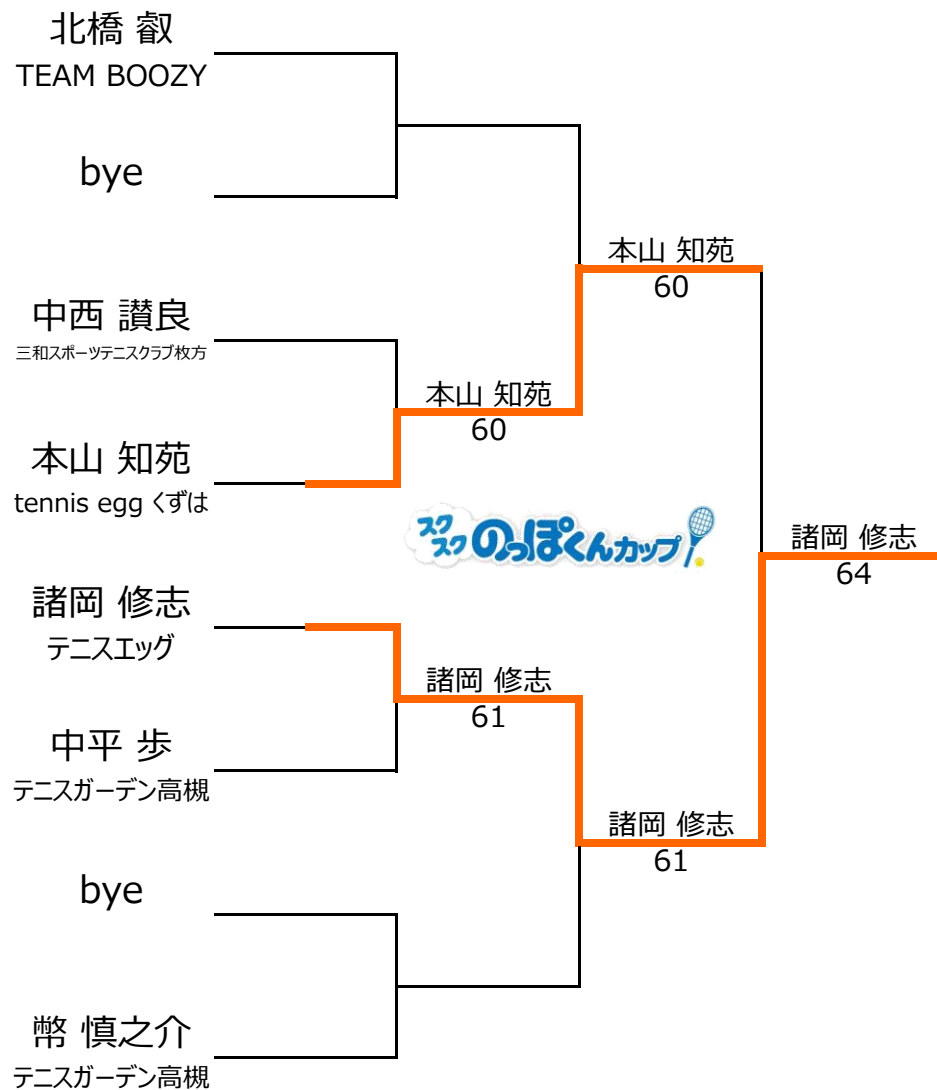 北橋 叡
TEAM BOOZY
bye
本山 知苑
60
中西 讃良
三和スポーツテニスクラブ枚方
本山 知苑
60
本山 知苑
tennis egg くずは
スクスク のっぽくんカップ
諸岡 修志
64
諸岡 修志
テニスエッグ
諸岡 修志
61
中平 歩
テニスガーデン高槻
諸岡 修志
61
bye
幣 慎之介
テニスガーデン高槻